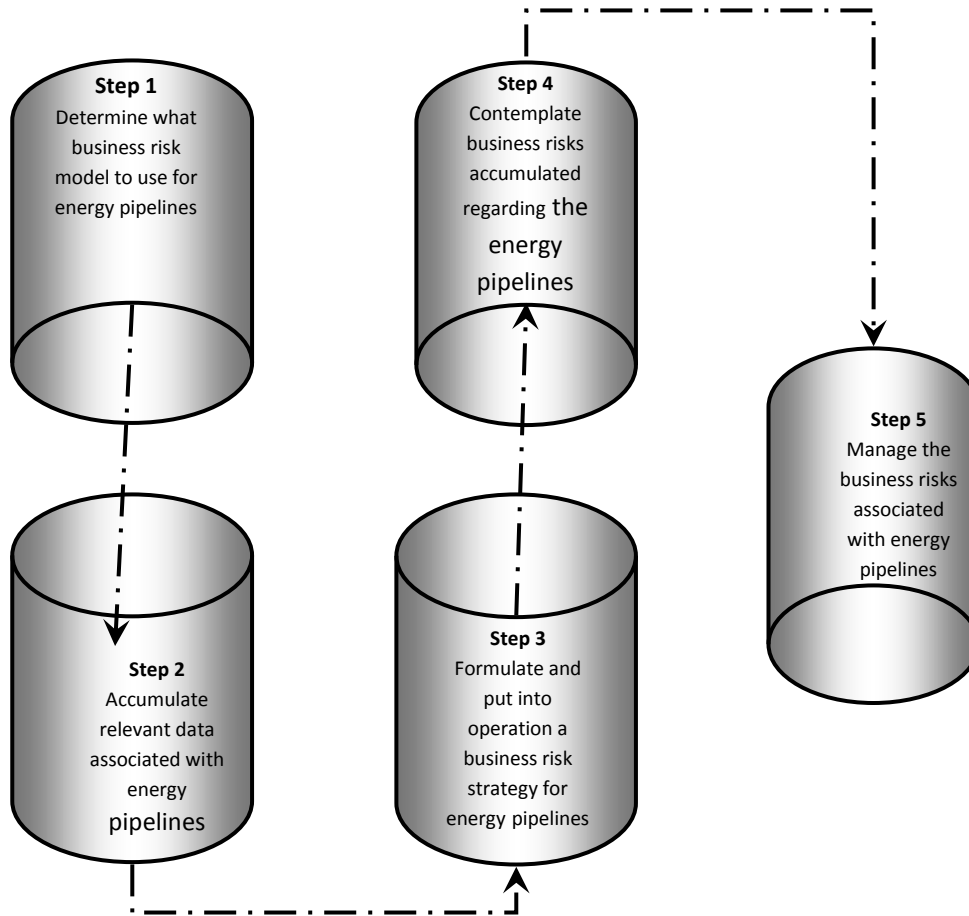 Step 1
Determine what
business risk
model to use for
energy pipelines
Step 2
Accumulate
relevant data
associated with
energy
pipelines
Step 3
Formulate and
put into
operation a
business risk
strategy for
energy pipelines
Step 4
Contemplate
business risks
accumulated
regarding the
energy
pipelines
Step 5
Manage the
business risks
associated
with energy
pipelines